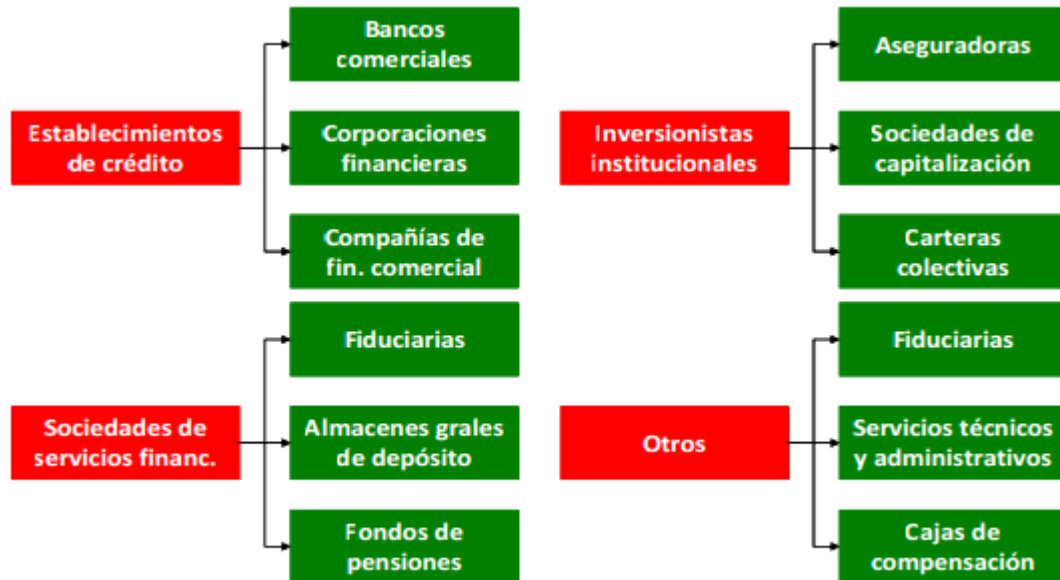 Establecimientos
de crédito
Bancos
comerciales
Corporaciones
financieras
Compañías de
fin. comercial
Inversionistas
institucionales
Aseguradoras
Sociedades de
capitalización
Carteras
colectivas
Sociedades de
servicios financ.
Fiduciarias
Almacenes grales
de depósito
Fondos de
pensiones
Otros
Fiduciarias
Servicios técnicos
y administrativos
Cajas de
compensación